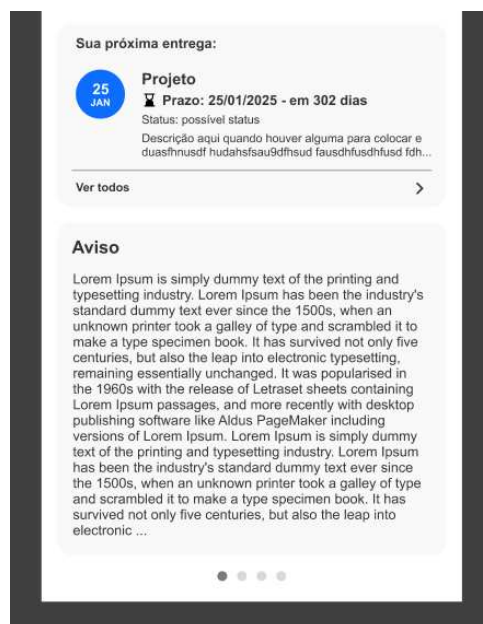 Sua próxima entrega:
25
JAN
Projeto
Prazo: 25/01/2025 - em 302 dias
Status: possível status
Descrição aqui quando houver alguma para colocar e
duasfhnusdf hudahsfsau9dfhsud fausdhfusdhfusd fdh...
Ver todos
Aviso
Lorem Ipsum is simply dummy text of the printing and
typesetting industry. Lorem Ipsum has been the industry's
standard dummy text ever since the 1500s, when an
unknown printer took a galley of type and scrambled it to
make a type specimen book. It has survived not only five
centuries, but also the leap into electronic typesetting,
remaining essentially unchanged. It was popularised in
the 1960s with the release of Letraset sheets containing
Lorem Ipsum passages, and more recently with desktop
publishing software like Aldus PageMaker including
versions of Lorem Ipsum. Lorem Ipsum is simply dummy
text of the printing and typesetting industry. Lorem Ipsum
has been the industry's standard dummy text ever since
the 1500s, when an unknown printer took a galley of type
and scrambled it to make a type specimen book. It has
survived not only five centuries, but also the leap into
electronic ...